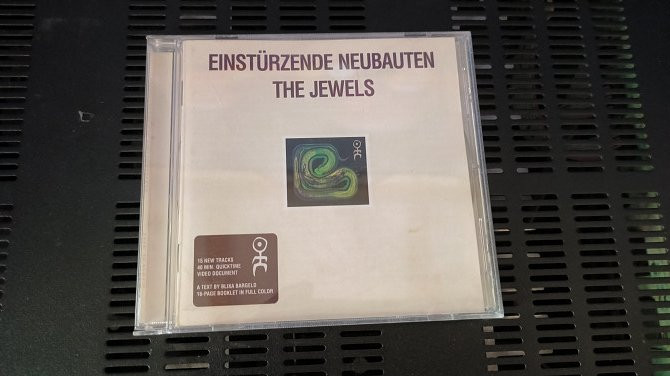 EINSTÜRZENDE NEUBAUTEN
THE JEWELS
15 NEW TRACKS
40 MIN. QUICKTIME
VIDEO DOCUMENT
A TEXT BY BLIXA BARGELD
16-PAGE BOOKLET IN FULL COLOR